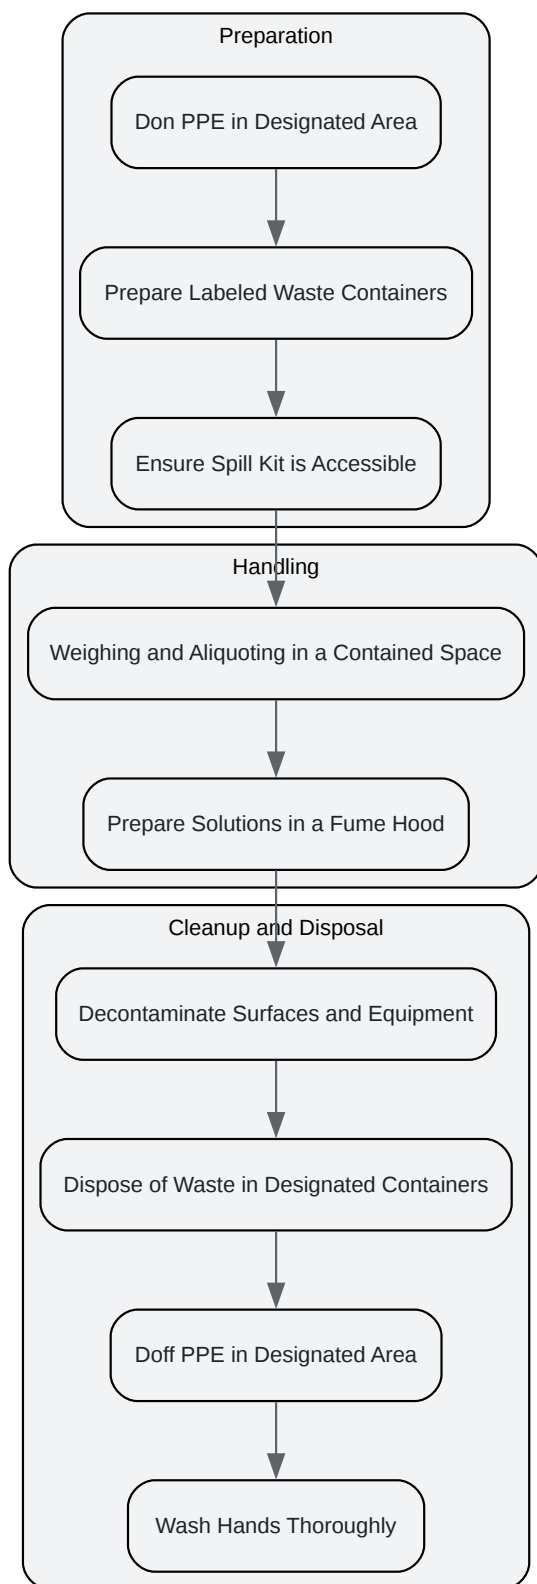 Preparation
Don PPE in Designated Area
Prepare Labeled Waste Containers
Ensure Spill Kit is Accessible
Handling
Weighing and Aliquoting in a Contained Space
Prepare Solutions in a Fume Hood
Cleanup and Disposal
Decontaminate Surfaces and Equipment
Dispose of Waste in Designated Containers
Doff PPE in Designated Area
Wash Hands Thoroughly